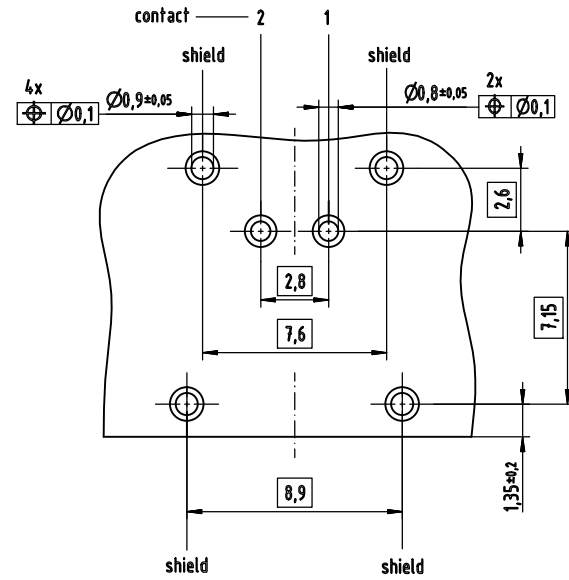 contact 2 1
shield shield
4x Ø0,9±0,05 Ø0,8±0,05 2x
⌖ Ø0,1 ⌖ Ø0,1
2,6
2,8
7,15
7,6
1,35±0,2
8,9
shield shield